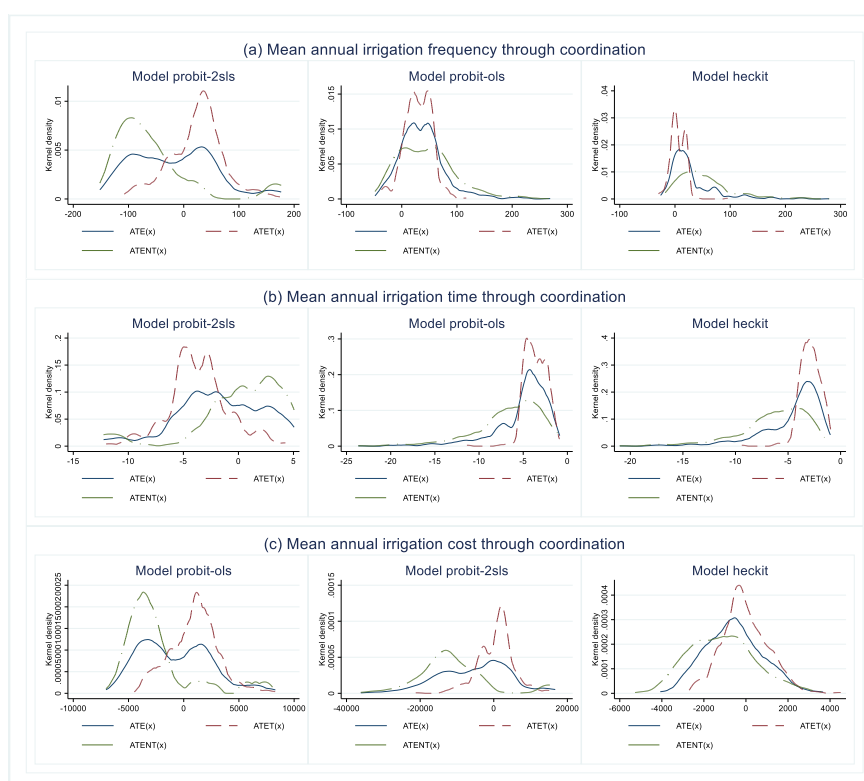 (a) Mean annual irrigation frequency through coordination
Model probit-2sls
Kernel density
0 .005 .01
-200 -100 0 100 200
ATE(x) ATET(x)
ATENT(x)
Model probit-ols
Kernel density
0 .005 .01 .015
-100 0 100 200 300
ATE(x) ATET(x)
ATENT(x)
Model heckit
Kernel density
0 .01 .02 .03 .04
-100 0 100 200 300
ATE(x) ATET(x)
ATENT(x)
(b) Mean annual irrigation time through coordination
Model probit-2sls
Kernel density
0 .05 .1 .15 .2
-15 -10 -5 0 5
ATE(x) ATET(x)
ATENT(x)
Model probit-ols
Kernel density
0 .1 .2 .3
-25 -20 -15 -10 -5 -0
ATE(x) ATET(x)
ATENT(x)
Model heckit
Kernel density
0 .1 .2 .3 .4
-20 -15 -10 -5 0
ATE(x) ATET(x)
ATENT(x)
(c) Mean annual irrigation cost through coordination
Model probit-ols
Kernel density
0
-10000 -5000 0 5000 10000
ATE(x) ATET(x)
ATENT(x)
Model probit-2sls
Kernel density
0 .00005 .0001 .00015
-40000 -20000 0 20000
ATE(x) ATET(x)
ATENT(x)
Model heckit
Kernel density
0 .0001 .0002 .0003 .0004
-6000 -4000 -2000 0 2000 4000
ATE(x) ATET(x)
ATENT(x)